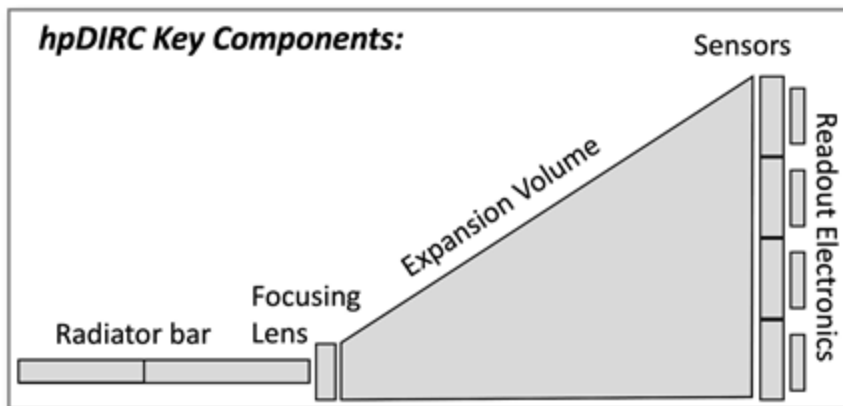 hpDIRC Key Components:
Sensors
Expansion Volume
Readout Electronics
Focusing
Lens
Radiator bar